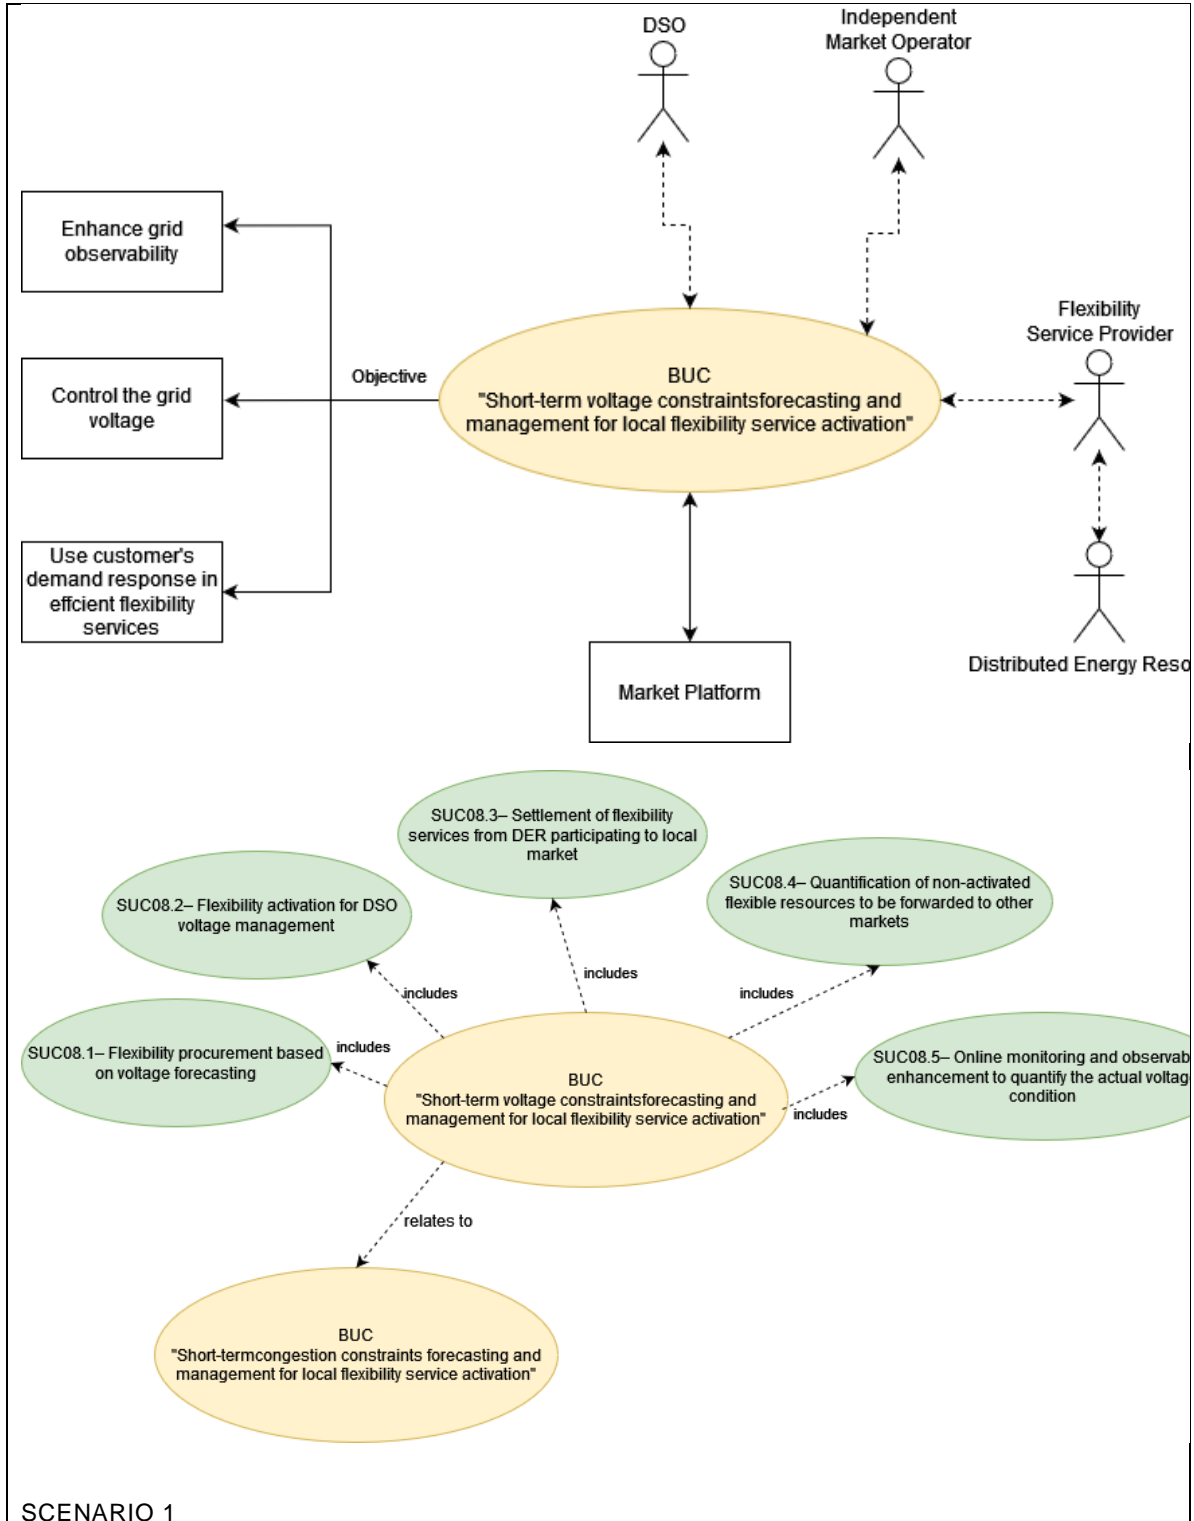 DSO
Independent
Market Operator
Enhance grid
observability
Flexibility
Service Provider
Control the grid
voltage
Objective
BUC
"Short-term voltage constraintsforecasting and
management for local flexibility service activation"
Use customer's
demand response in
effcient flexibility
services
Market Platform
Distributed Energy Reso
SUC08.3– Settlement of flexibility
services from DER participating to local
market
SUC08.4– Quantification of non-activated
flexible resources to be forwarded to other
markets
SUC08.2– Flexibility activation for DSO
voltage management
includes
includes
includes
SUC08.1– Flexibility procurement based
on voltage forecasting
includes
SUC08.5– Online monitoring and observab
enhancement to quantify the actual voltag
condition
BUC
"Short-term voltage constraintsforecasting and
management for local flexibility service activation"
includes
relates to
BUC
"Short-termcongestion constraints forecasting and
management for local flexibility service activation"
SCENARIO 1